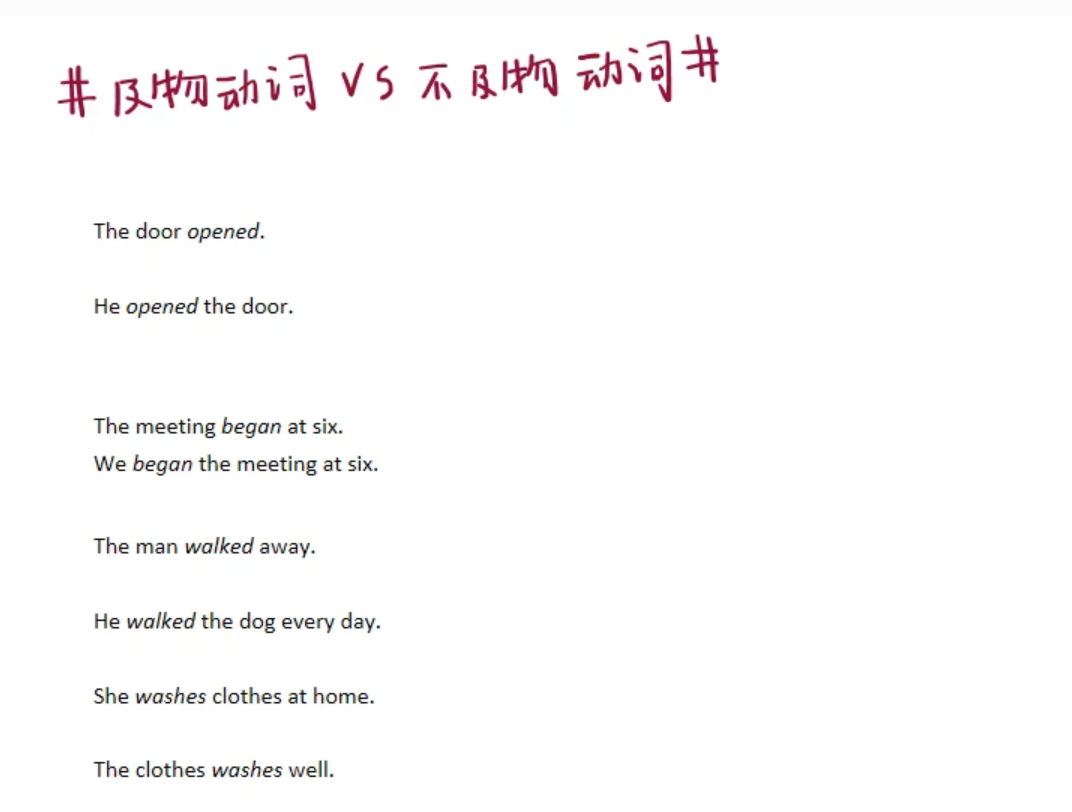 #及物动词 VS 不及物动词#
The door opened.
He opened the door.
The meeting began at six.
We began the meeting at six.
The man walked away.
He walked the dog every day.
She washes clothes at home.
The clothes washes well.